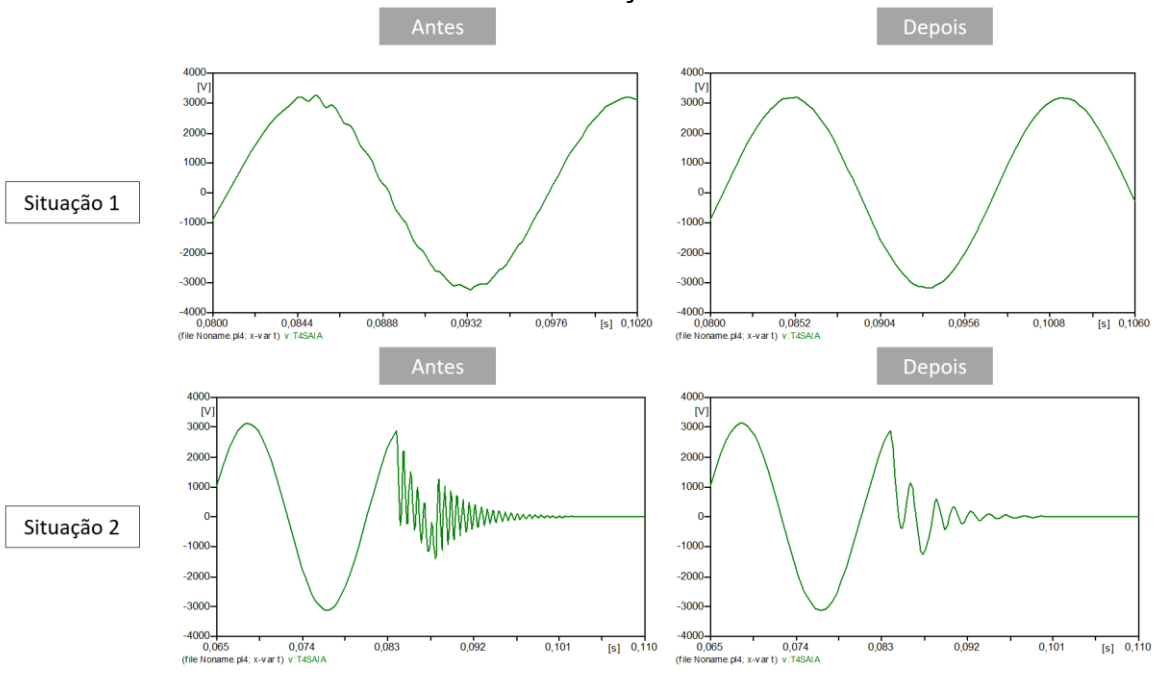 Antes
Depois
Situação 1
4000
[V]
3000
2000
1000
0
-1000
-2000
-3000
-4000
0,0800 0,0844 0,0888 0,0932 0,0976 [s] 0,1020
(file Noname.pl4; x-var t) v:T4SAIA
4000
[V]
3000
2000
1000
0
-1000
-2000
-3000
-4000
0,0800 0,0852 0,0904 0,0956 0,1008 [s] 0,1060
(file Noname.pl4; x-var t) v:T4SAIA
Antes
Depois
Situação 2
4000
[V]
3000
2000
1000
0
-1000
-2000
-3000
-4000
0,065 0,074 0,083 0,092 0,101 [s] 0,110
(file Noname.pl4; x-var t) v:T4SAIA
4000
[V]
3000
2000
1000
0
-1000
-2000
-3000
-4000
0,065 0,074 0,083 0,092 0,101 [s] 0,110
(file Noname.pl4; x-var t) v:T4SAIA